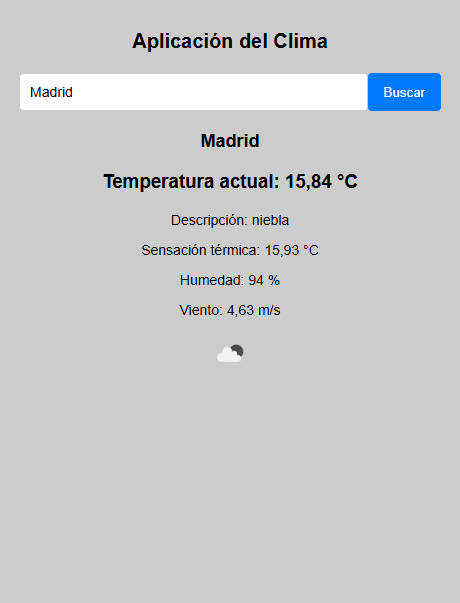 Aplicación del Clima
Madrid
Buscar
Madrid
Temperatura actual: 15,84 °C
Descripción: niebla
Sensación térmica: 15,93 °C
Humedad: 94 %
Viento: 4,63 m/s